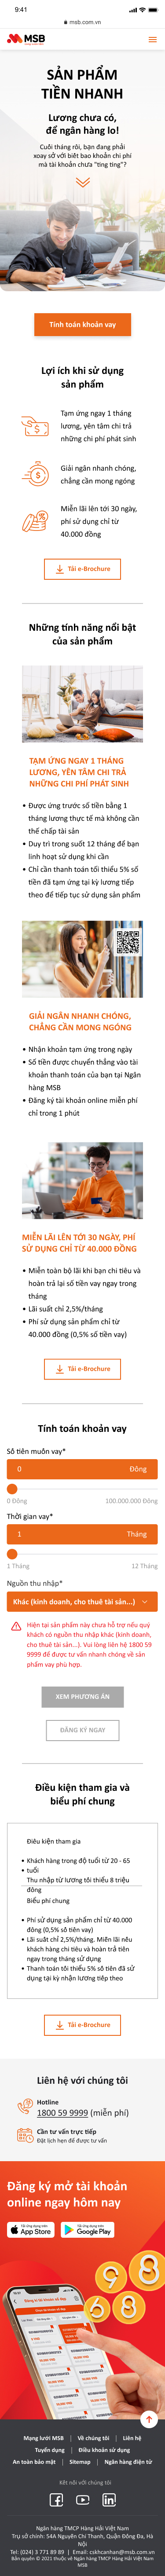 9:41
msb.com.vn
MSB
SẢN PHẨM
TIỀN NHANH
Lương chưa có,
để ngân hàng lo!
Cuối tháng rồi, bạn đang phải
xoay sở với biết bao khoản chi phí
mà tài khoản chưa "ting ting"?
Tính toán khoản vay
Lợi ích khi sử dụng
sản phẩm
Tạm ứng ngay 1 tháng
lương, yên tâm chi trả
những chi phí phát sinh
Giải ngân nhanh chóng,
chẳng cần mong ngóng
Miễn lãi lên tới 30 ngày,
phí sử dụng chỉ từ
40.000 đồng
Tải e-Brochure
Những tính năng nổi bật
của sản phẩm
TẠM ỨNG NGAY 1 THÁNG
LƯƠNG, YÊN TÂM CHI TRẢ
NHỮNG CHI PHÍ PHÁT SINH
• Được ứng trước số tiền bằng 1
tháng lương thực tế mà không cần
thế chấp tài sản
• Duy trì trong suốt 12 tháng để bạn
linh hoạt sử dụng khi cần
• Chỉ cần thanh toán tối thiểu 5% số
tiền đã tạm ứng tại kỳ lương tiếp
theo để tiếp tục sử dụng sản phẩm
GIẢI NGÂN NHANH CHÓNG,
CHẲNG CẦN MONG NGÓNG
• Nhận khoản tạm ứng trong ngày
• Số tiền được chuyển thẳng vào tài
khoản thanh toán của bạn tại Ngân
hàng MSB
• Đăng ký tài khoản online miễn phí
chỉ trong 1 phút
MIỄN LÃI LÊN TỚI 30 NGÀY, PHÍ
SỬ DỤNG CHỈ TỪ 40.000 ĐỒNG
• Miễn toàn bộ lãi khi bạn chi tiêu và
hoàn trả lại số tiền vay ngay trong
tháng
• Lãi suất chỉ 2,5%/tháng
• Phí sử dụng sản phẩm chỉ từ
40.000 đồng (0,5% số tiền vay)
Tải e-Brochure
Tính toán khoản vay
Số tiền muốn vay*
0 Đồng
0 Đồng 100.000.000 Đồng
Thời gian vay*
1 Tháng
1 Tháng 12 Tháng
Nguồn thu nhập*
Khác (kinh doanh, cho thuê tài sản...)
Hiện tại sản phẩm này chưa hỗ trợ nếu quý
khách có nguồn thu nhập khác (kinh doanh,
cho thuê tài sản...). Vui lòng liên hệ 1800 59
9999 để được tư vấn nhanh chóng về sản
phẩm vay phù hợp.
XEM PHƯƠNG ÁN
ĐĂNG KÝ NGAY
Điều kiện tham gia và
biểu phí chung
Điều kiện tham gia
• Khách hàng trong độ tuổi từ 20 - 65
tuổi
• Thu nhập từ lương tối thiểu 8 triệu
đồng
Biểu phí chung
• Phí sử dụng sản phẩm chỉ từ 40.000
đồng (0,5% số tiền vay)
• Lãi suất chỉ 2,5%/tháng. Miễn lãi nếu
khách hàng chi tiêu và hoàn trả tiền
ngay trong tháng sử dụng
• Thanh toán tối thiểu 5% số tiền đã sử
dụng tại kỳ nhận lương tiếp theo
Tải e-Brochure
Liên hệ với chúng tôi
Hotline
1800 59 9999 (miễn phí)
Cần tư vấn trực tiếp
Đặt lịch hẹn để được tư vấn
Đăng ký mở tài khoản
online ngay hôm nay
App Store
Google Play
Mạng lưới MSB | Về chúng tôi | Liên hệ
Tuyển dụng | Điều khoản sử dụng
An toàn bảo mật | Sitemap | Ngân hàng điện tử
Kết nối với chúng tôi
Ngân hàng TMCP Hàng Hải Việt Nam
Trụ sở chính: 54A Nguyễn Chí Thanh, Quận Đống Đa, Hà
Nội
Tel: (024) 3 771 89 89 | Email: cskhcanhan@msb.com.vn
Bản quyền © 2021 thuộc về Ngân hàng TMCP Hàng Hải Việt Nam
MSB